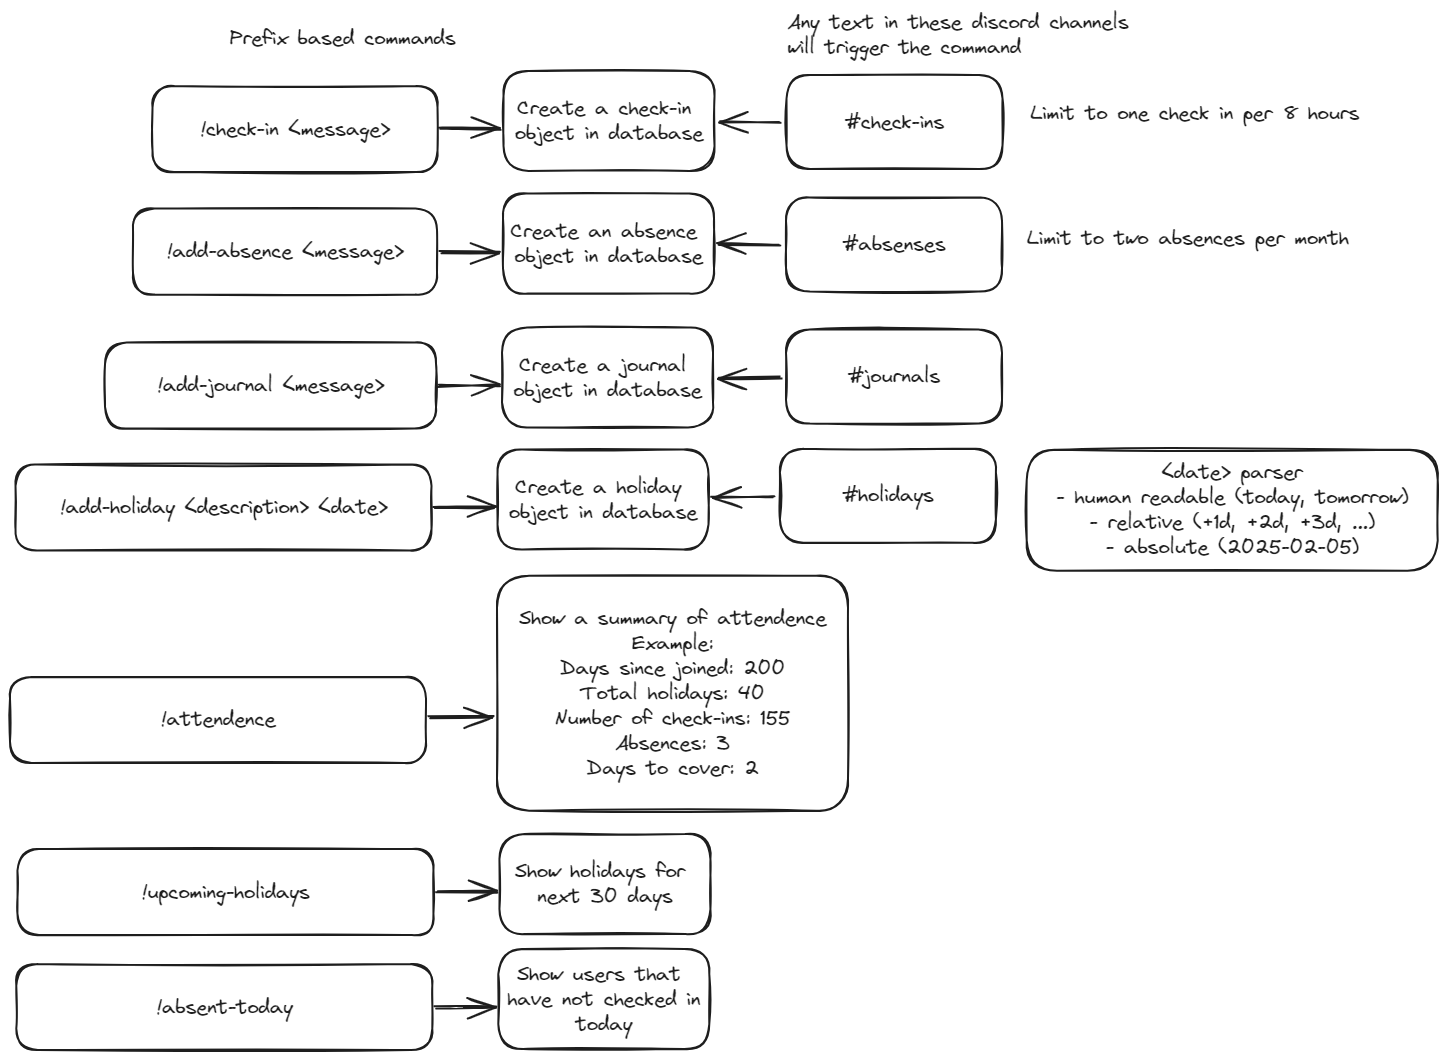 Prefix based commands
Any text in these discord channels
will trigger the command
!check-in <message>
Create a check-in
object in database
#check-ins
Limit to one check in per 8 hours
!add-absence <message>
Create an absence
object in database
#absenses
Limit to two absences per month
!add-journal <message>
Create a journal
object in database
#journals
!add-holiday <description> <date>
Create a holiday
object in database
#holidays
<date> parser
- human readable (today, tomorrow)
- relative (+1d, +2d, +3d, ...)
- absolute (2025-02-05)
!attendence
Show a summary of attendence
Example:
Days since joined: 200
Total holidays: 40
Number of check-ins: 155
Absences: 3
Days to cover: 2
!upcoming-holidays
Show holidays for
next 30 days
!absent-today
Show users that
have not checked in
today